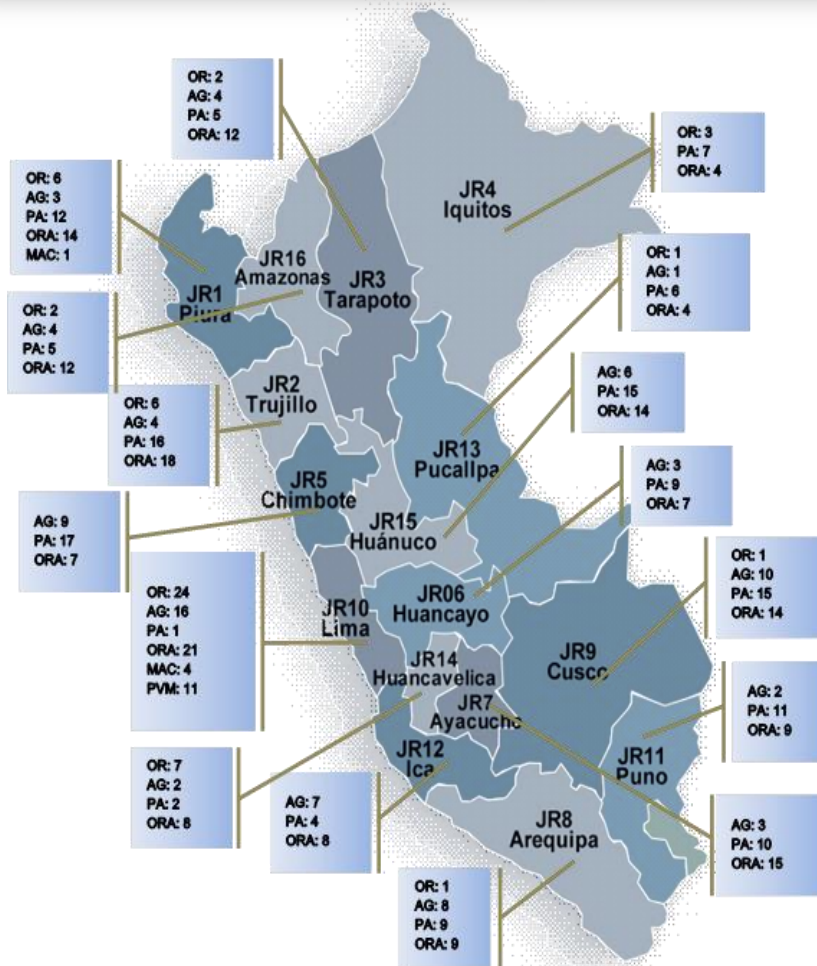 OR: 2
AG: 4
PA: 5
ORA: 12
OR: 3
PA: 7
ORA: 4
OR: 6
AG: 3
PA: 12
ORA: 14
MAC: 1
JR4
Iquitos
JR16
Amazonas
JR3
Tarapoto
JR1
Piura
OR: 1
AG: 1
PA: 6
ORA: 4
OR: 2
AG: 4
PA: 5
ORA: 12
JR2
Trujillo
AG: 6
PA: 15
ORA: 14
OR: 6
AG: 4
PA: 16
ORA: 18
JR13
Pucallpa
JR5
Chimbote
AG: 3
PA: 9
ORA: 7
AG: 9
PA: 17
ORA: 7
JR15
Huánuco
OR: 1
AG: 10
PA: 15
ORA: 14
OR: 24
AG: 16
PA: 1
ORA: 21
MAC: 4
PVM: 11
JR10
Lima
JR06
Huancayo
JR14
Huancavelica
JR9
Cusco
JR7
Ayacucho
AG: 2
PA: 11
ORA: 9
JR12
Ica
JR11
Puno
OR: 7
AG: 2
PA: 2
ORA: 8
AG: 7
PA: 4
ORA: 8
JR8
Arequipa
AG: 3
PA: 10
ORA: 15
OR: 1
AG: 8
PA: 9
ORA: 9